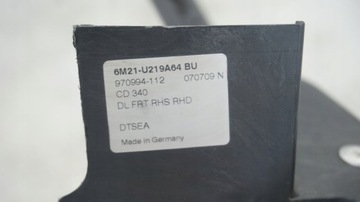 6M21-U219A64 BU
970994-112 070709 N
CD 340
DL FRT RHS RHD
DTSEA
Made in Germany